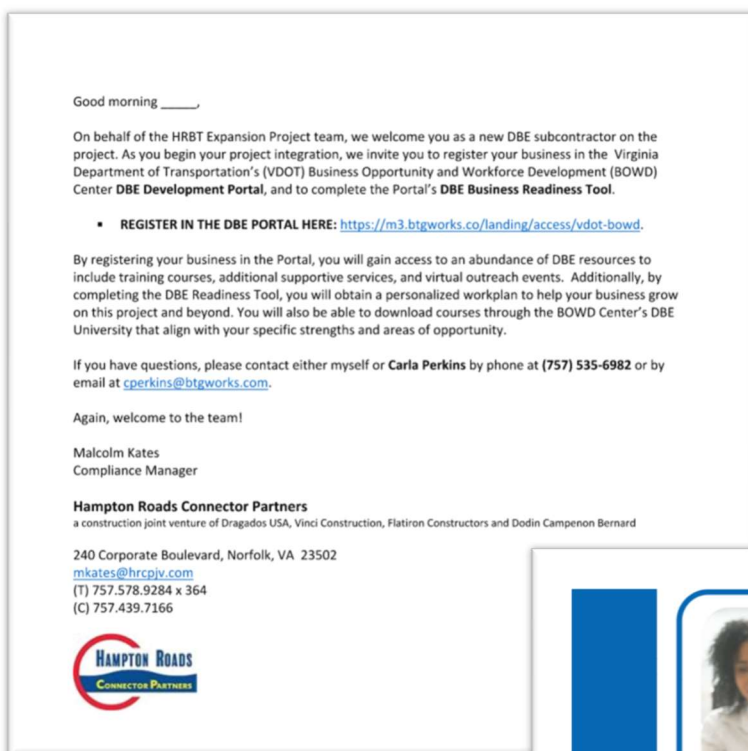 Good morning _____,
On behalf of the HRBT Expansion Project team, we welcome you as a new DBE subcontractor on the
project. As you begin your project integration, we invite you to register your business in the Virginia
Department of Transportation's (VDOT) Business Opportunity and Workforce Development (BOWD)
Center DBE Development Portal, and to complete the Portal's DBE Business Readiness Tool.
▪ REGISTER IN THE DBE PORTAL HERE: https://m3.btgworks.co/landing/access/vdot-bowd.
By registering your business in the Portal, you will gain access to an abundance of DBE resources to
include training courses, additional supportive services, and virtual outreach events. Additionally, by
completing the DBE Readiness Tool, you will obtain a personalized workplan to help your business grow
on this project and beyond. You will also be able to download courses through the BOWD Center's DBE
University that align with your specific strengths and areas of opportunity.
If you have questions, please contact either myself or Carla Perkins by phone at (757) 535-6982 or by
email at cperkins@btgworks.com.
Again, welcome to the team!
Malcolm Kates
Compliance Manager
Hampton Roads Connector Partners
a construction joint venture of Dragados USA, Vinci Construction, Flatiron Constructors and Dodin Campenon Bernard
240 Corporate Boulevard, Norfolk, VA 23502
mkates@hrcpjv.com
(T) 757.578.9284 x 364
(C) 757.439.7166
HAMPTON ROADS
CONNECTOR PARTNERS